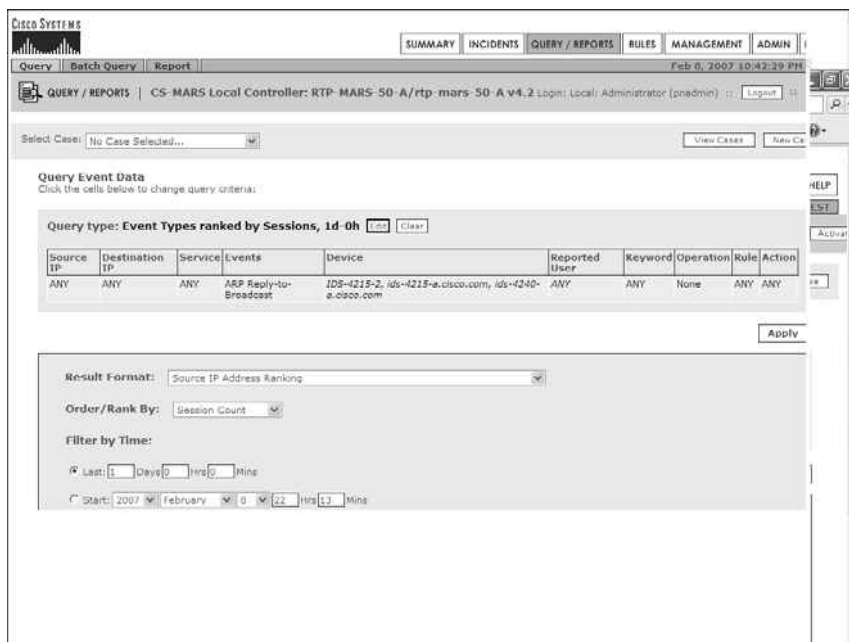 CISCO SYSTEMS
SUMMARY INCIDENTS QUERY / REPORTS RULES MANAGEMENT ADMIN
Query Batch Query Report Feb 8, 2007 10:42:29 PM
QUERY / REPORTS | CS-MARS Local Controller: RTP-MARS-50-A/rtp-mars-50-A v4.2 Login: Local: Administrator (pnadmin) :: Logout ::
Select Case: No Case Selected... View Cases New Ca
HELP
EST
Activat
Query Event Data
Click the cells below to change query criteria:
Query type: Event Types ranked by Sessions, 1d-0h Edit Clear
Source IP Destination IP Service Events Device Reported User Keyword Operation Rule Action
ANY ANY ANY ARP Reply-to-Broadcast IDS-4215-2, ids-4215-a.cisco.com, ids-4240-a.cisco.com ANY ANY None ANY ANY
Apply
Result Format: Source IP Address Ranking
Order/Rank By: Session Count
Filter by Time:
Last: 1 Days 0 Hrs 0 Mins
Start: 2007 February 8 22 Hrs 13 Mins